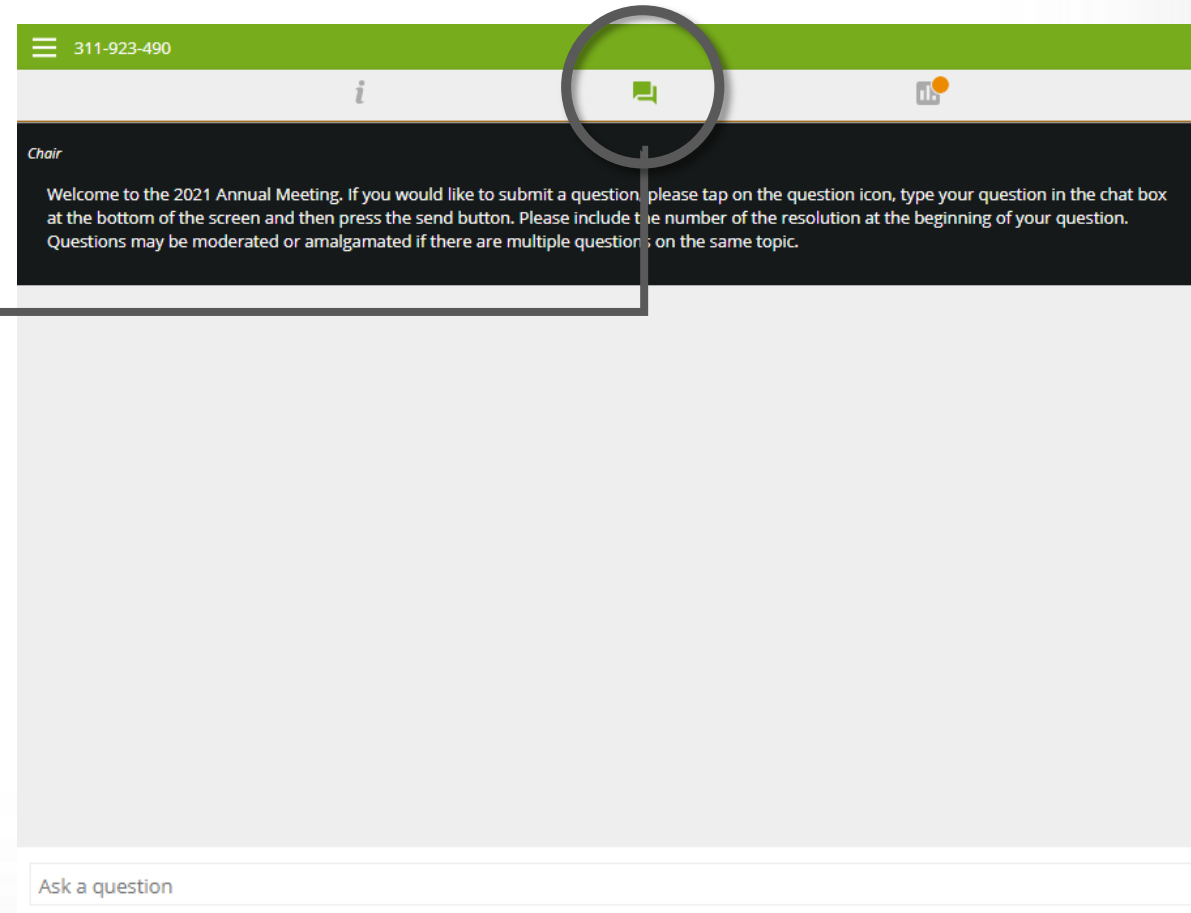 311-923-490
i
Chair
Welcome to the 2021 Annual Meeting. If you would like to submit a question, please tap on the question icon, type your question in the chat box
at the bottom of the screen and then press the send button. Please include the number of the resolution at the beginning of your question.
Questions may be moderated or amalgamated if there are multiple questions on the same topic.
Ask a question